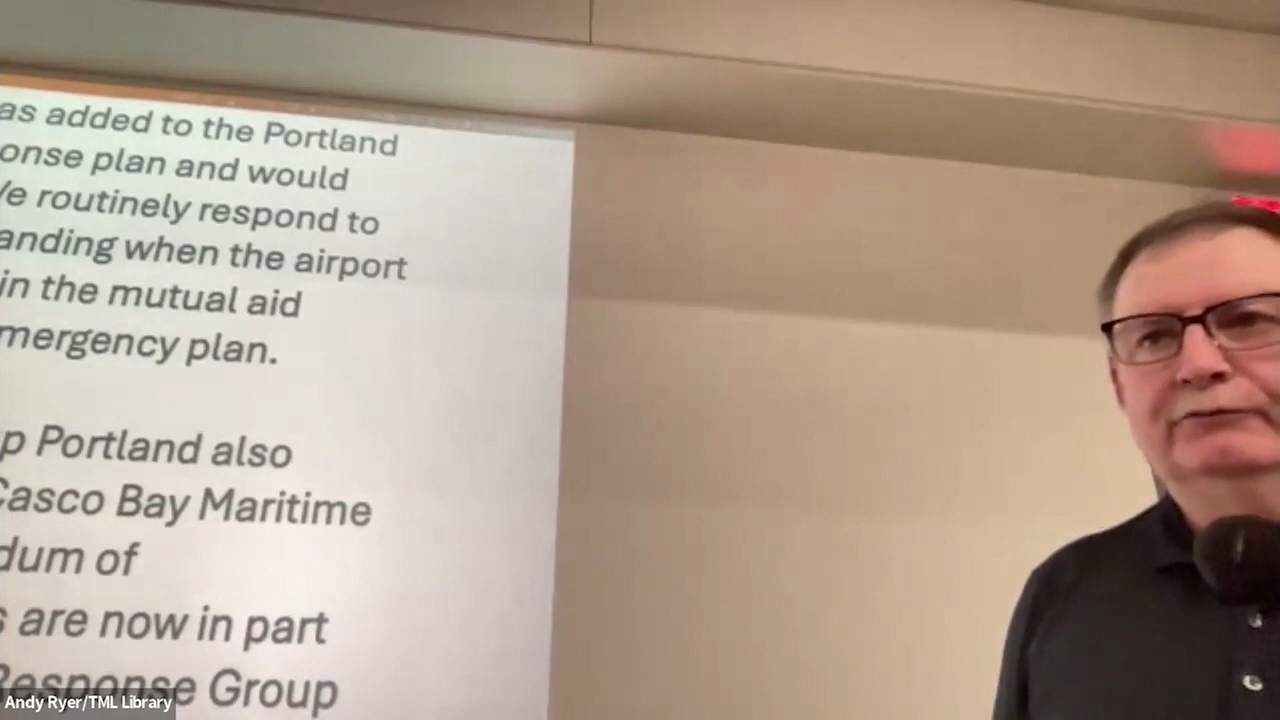 as added to the Portland
onse plan and would
Ve routinely respond to
anding when the airport
in the mutual aid
mergency plan.
p Portland also
Casco Bay Maritime
dum of
s are now in part
Response Group
Andy Ryer/TML Library